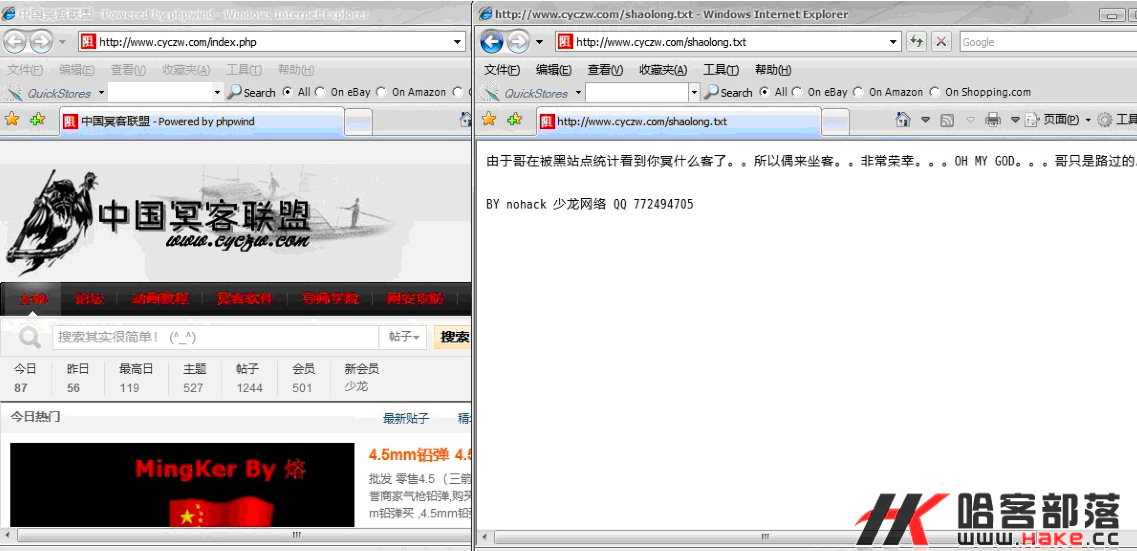 中国冥客联盟 - Powered by phpwind - Windows Internet Explorer
http://www.cyczw.com/index.php
文件(F) 编辑(E) 查看(V) 收藏夹(A) 工具(T) 帮助(H)
QuickStores Search All On eBay On Amazon
中国冥客联盟 - Powered by phpwind
中国冥客联盟
www.cyczw.com
论坛 动画教程 冥客软件 导师学院 网安攻防
搜索其实很简单! (^_^) 帖子 搜索
今日 昨日 最高日 主题 帖子 会员 新会员
87 56 119 527 1244 501 少龙
今日热门 最新贴子
4.5mm铅弹 4.5
批发 零售4.5 (三箭
誉商家气枪铅弹,购买
m铅弹买 ,4.5mm铅
MingKer By 熔
http://www.cyczw.com/shaolong.txt - Windows Internet Explorer
http://www.cyczw.com/shaolong.txt Google
文件(F) 编辑(E) 查看(V) 收藏夹(A) 工具(T) 帮助(H)
QuickStores Search All On eBay On Amazon On Shopping.com
http://www.cyczw.com/shaolong.txt 页面(P) 工具
由于哥在被黑站点统计看到你冥什么客了。。所以偶来坐客。。非常荣幸。。。OH MY GOD。。。哥只是路过的.
BY nohack 少龙网络 QQ 772494705
哈客部落
www.Hake.cc